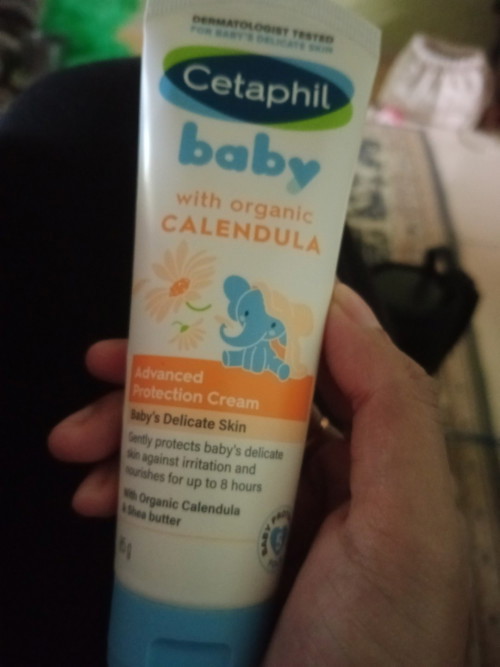 DERMATOLOGIST TESTED
FOR BABY'S DELICATE SKIN
Cetaphil
baby
with organic
CALENDULA
Advanced
Protection Cream
Baby's Delicate Skin
Gently protects baby's delicate
skin against irritation and
nourishes for up to 8 hours
With Organic Calendula
& Shea butter
BABY